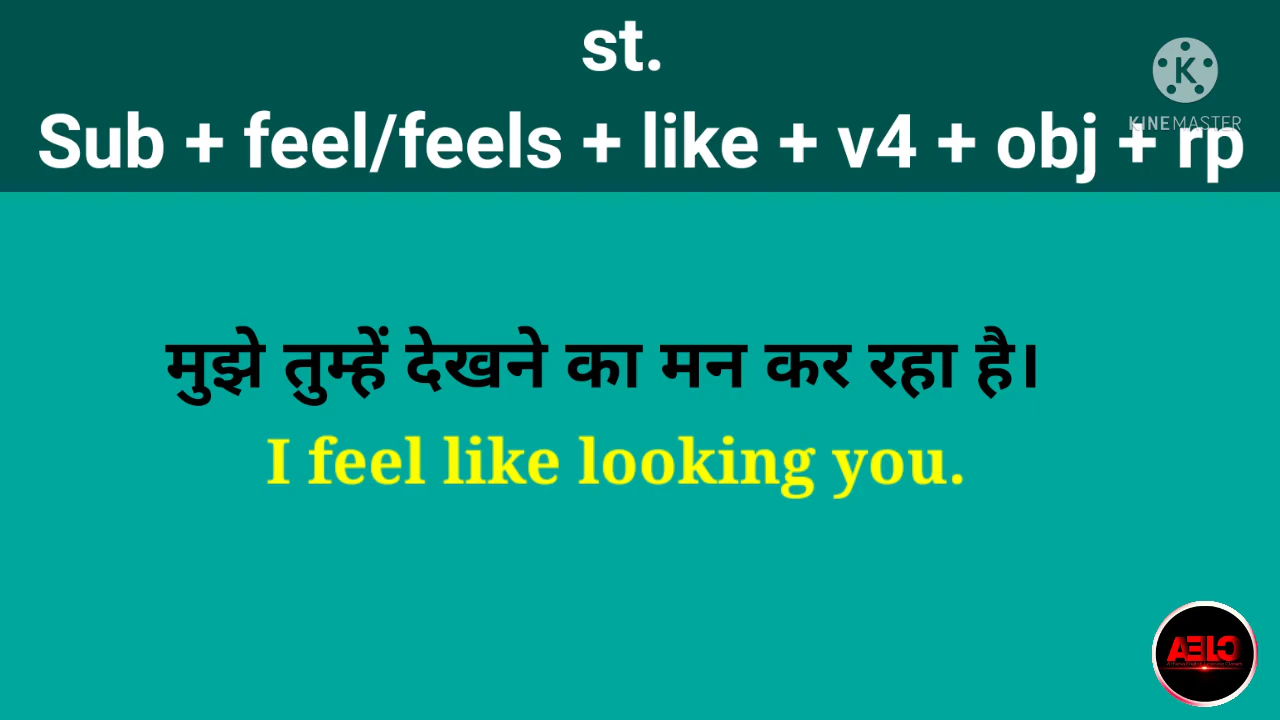 st.
Sub + feel/feels + like + v4 + obj + rp
KINEMASTER
मुझे तुम्हें देखने का मन कर रहा है।
I feel like looking you.
AELC